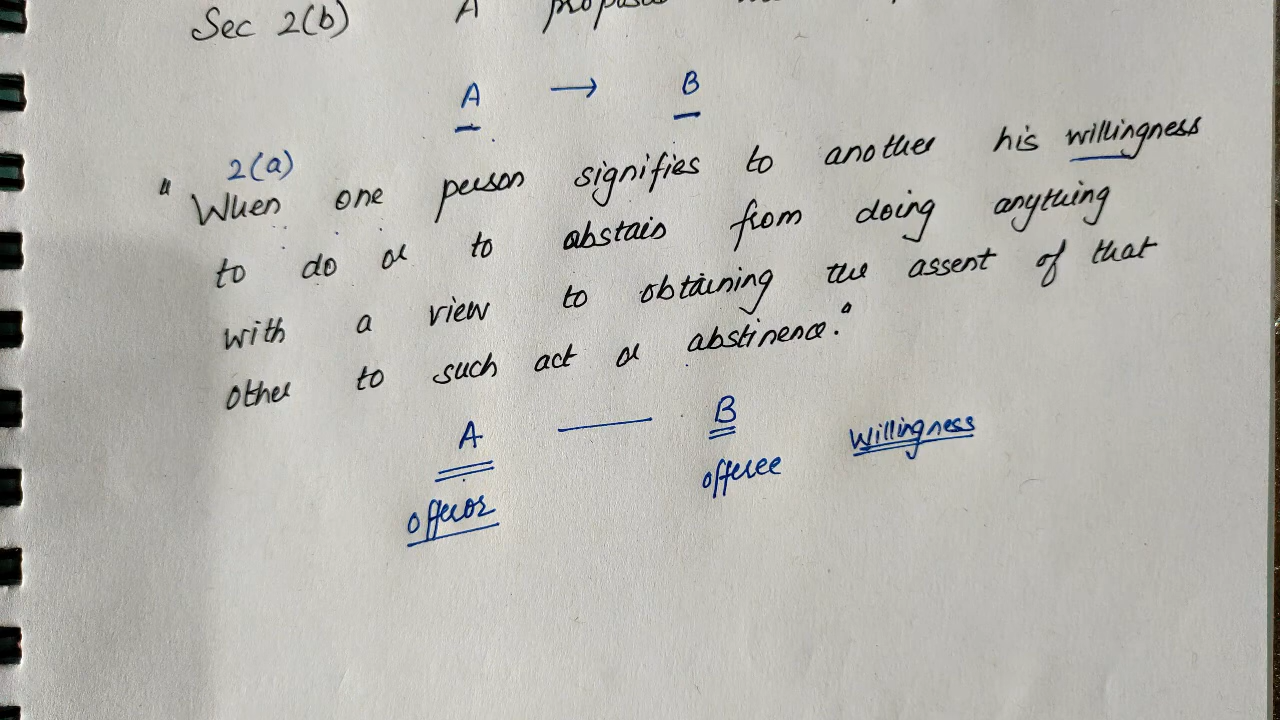 Sec 2(b) A proposes
A → B
2(a)
"When one person signifies to another his willingness
to do or to abstain from doing anything
with a view to obtaining the assent of that
other to such act or abstinence."
A —— B willingness
offeror offeree